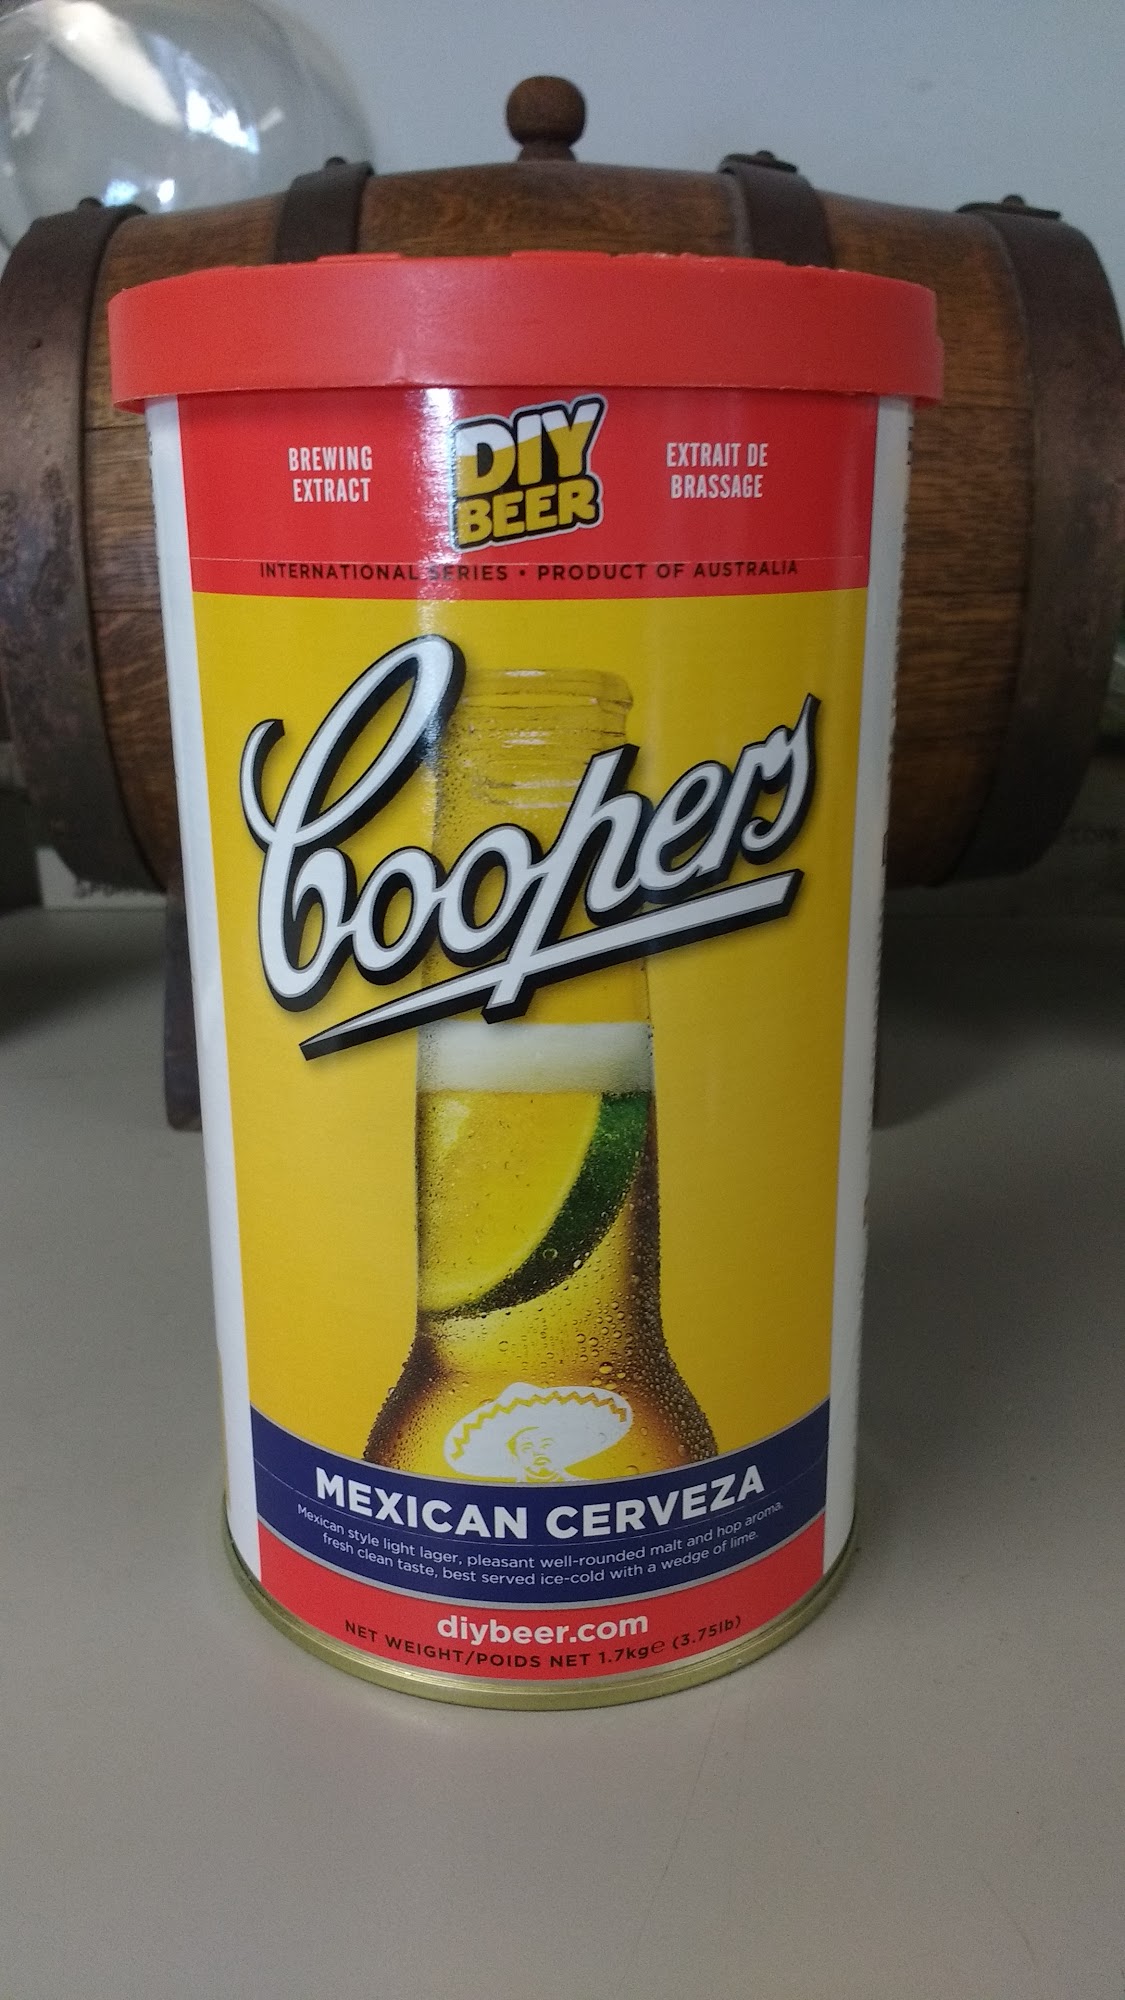 BREWING
EXTRACT
DIY
BEER
EXTRAIT DE
BRASSAGE
INTERNATIONAL SERIES • PRODUCT OF AUSTRALIA
Coopers
MEXICAN CERVEZA
Mexican style light lager, pleasant well-rounded malt and hop aroma,
fresh clean taste, best served ice-cold with a wedge of lime.
diybeer.com
NET WEIGHT/POIDS NET 1.7kg℮ (3.75lb)